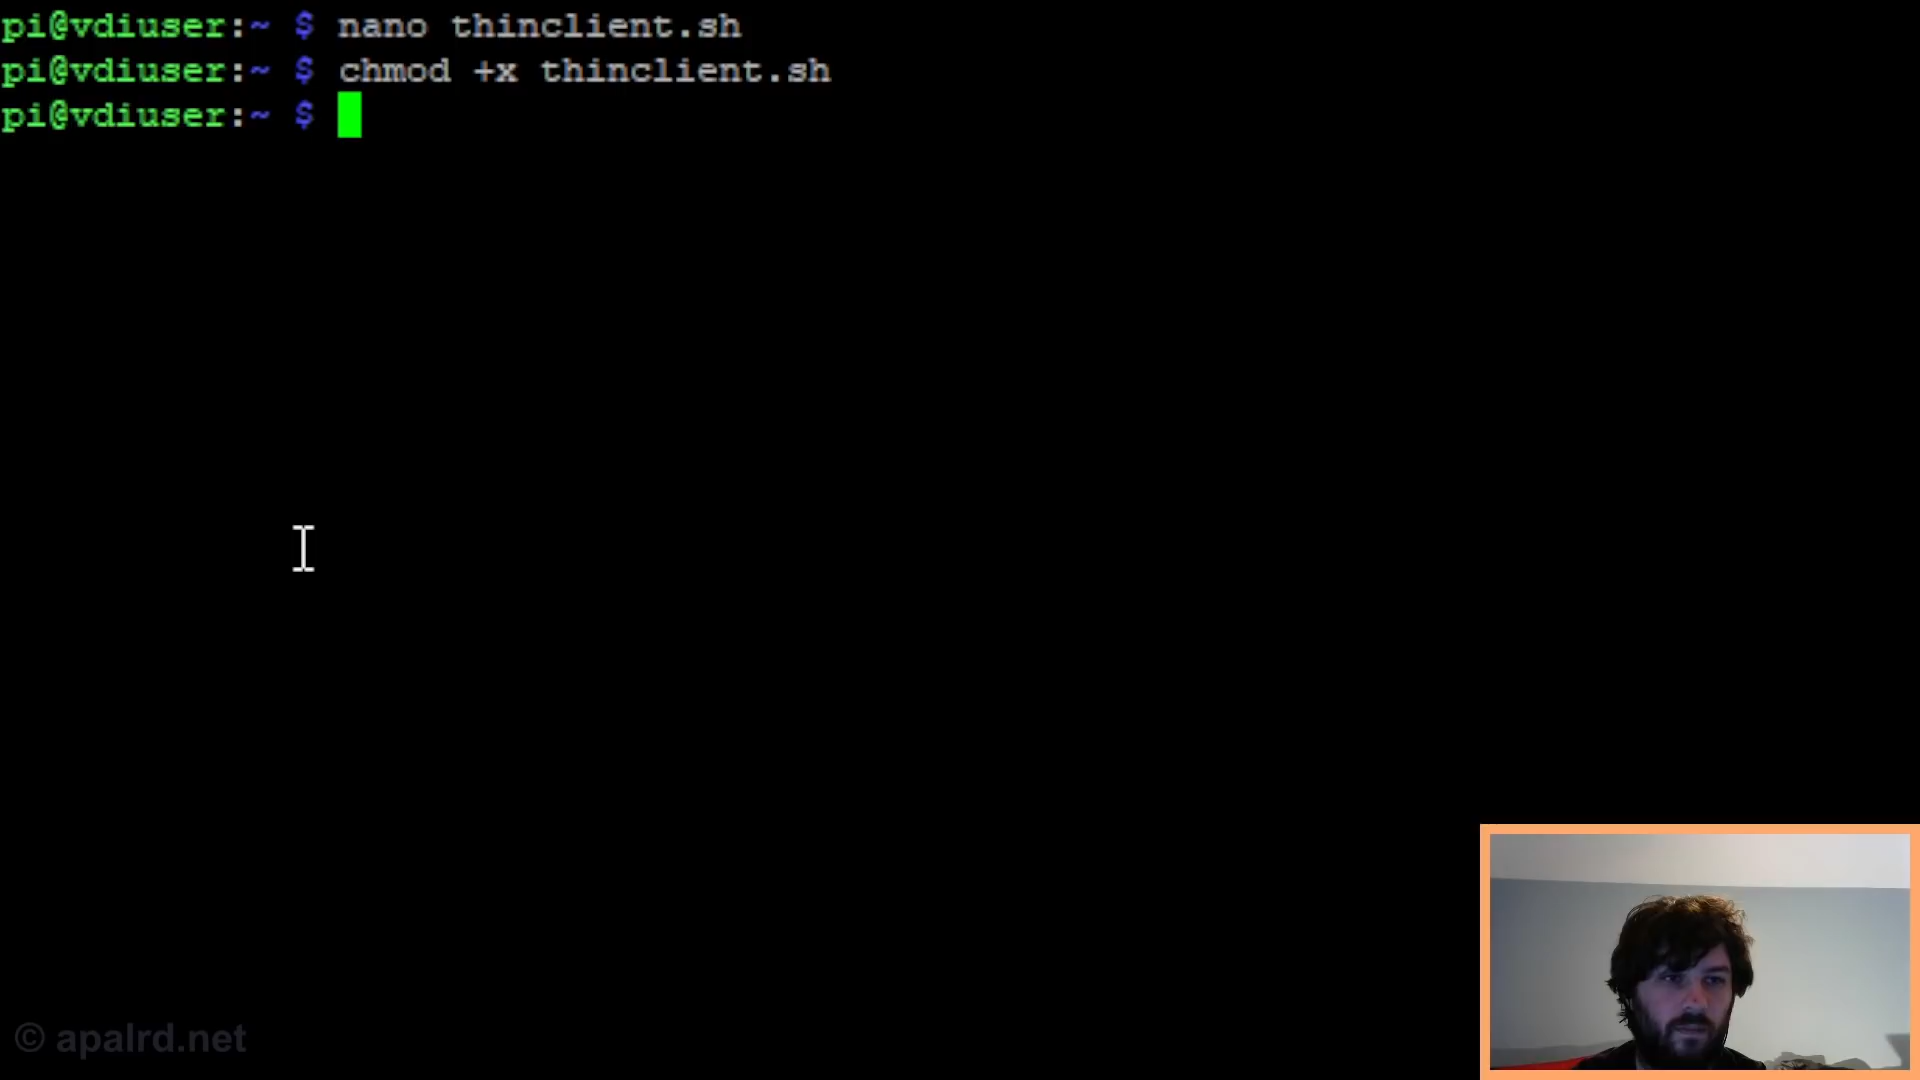 pi@vdiuser:~ $ nano thinclient.sh
pi@vdiuser:~ $ chmod +x thinclient.sh
pi@vdiuser:~ $
© apalrd.net